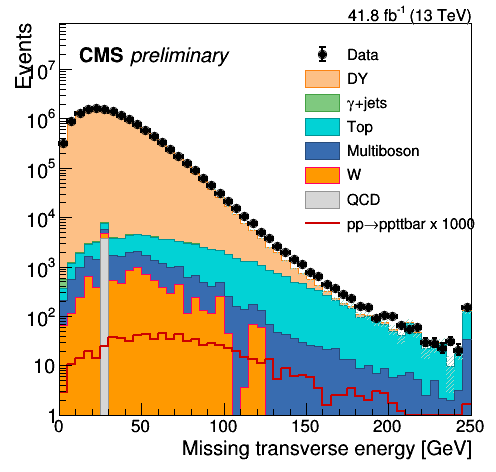 41.8 fb⁻¹ (13 TeV)
Events
CMS preliminary
Data
DY
γ+jets
Top
Multiboson
W
QCD
pp→ppttbar x 1000
10⁷
10⁶
10⁵
10⁴
10³
10²
10
1
0 50 100 150 200 250
Missing transverse energy [GeV]